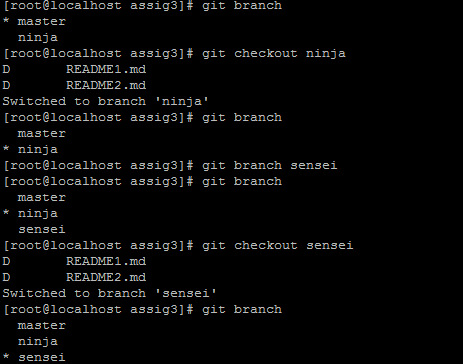 [root@localhost assig3]# git branch
* master
  ninja
[root@localhost assig3]# git checkout ninja
D       README1.md
D       README2.md
Switched to branch 'ninja'
[root@localhost assig3]# git branch
  master
* ninja
[root@localhost assig3]# git branch sensei
[root@localhost assig3]# git branch
  master
* ninja
  sensei
[root@localhost assig3]# git checkout sensei
D       README1.md
D       README2.md
Switched to branch 'sensei'
[root@localhost assig3]# git branch
  master
  ninja
* sensei